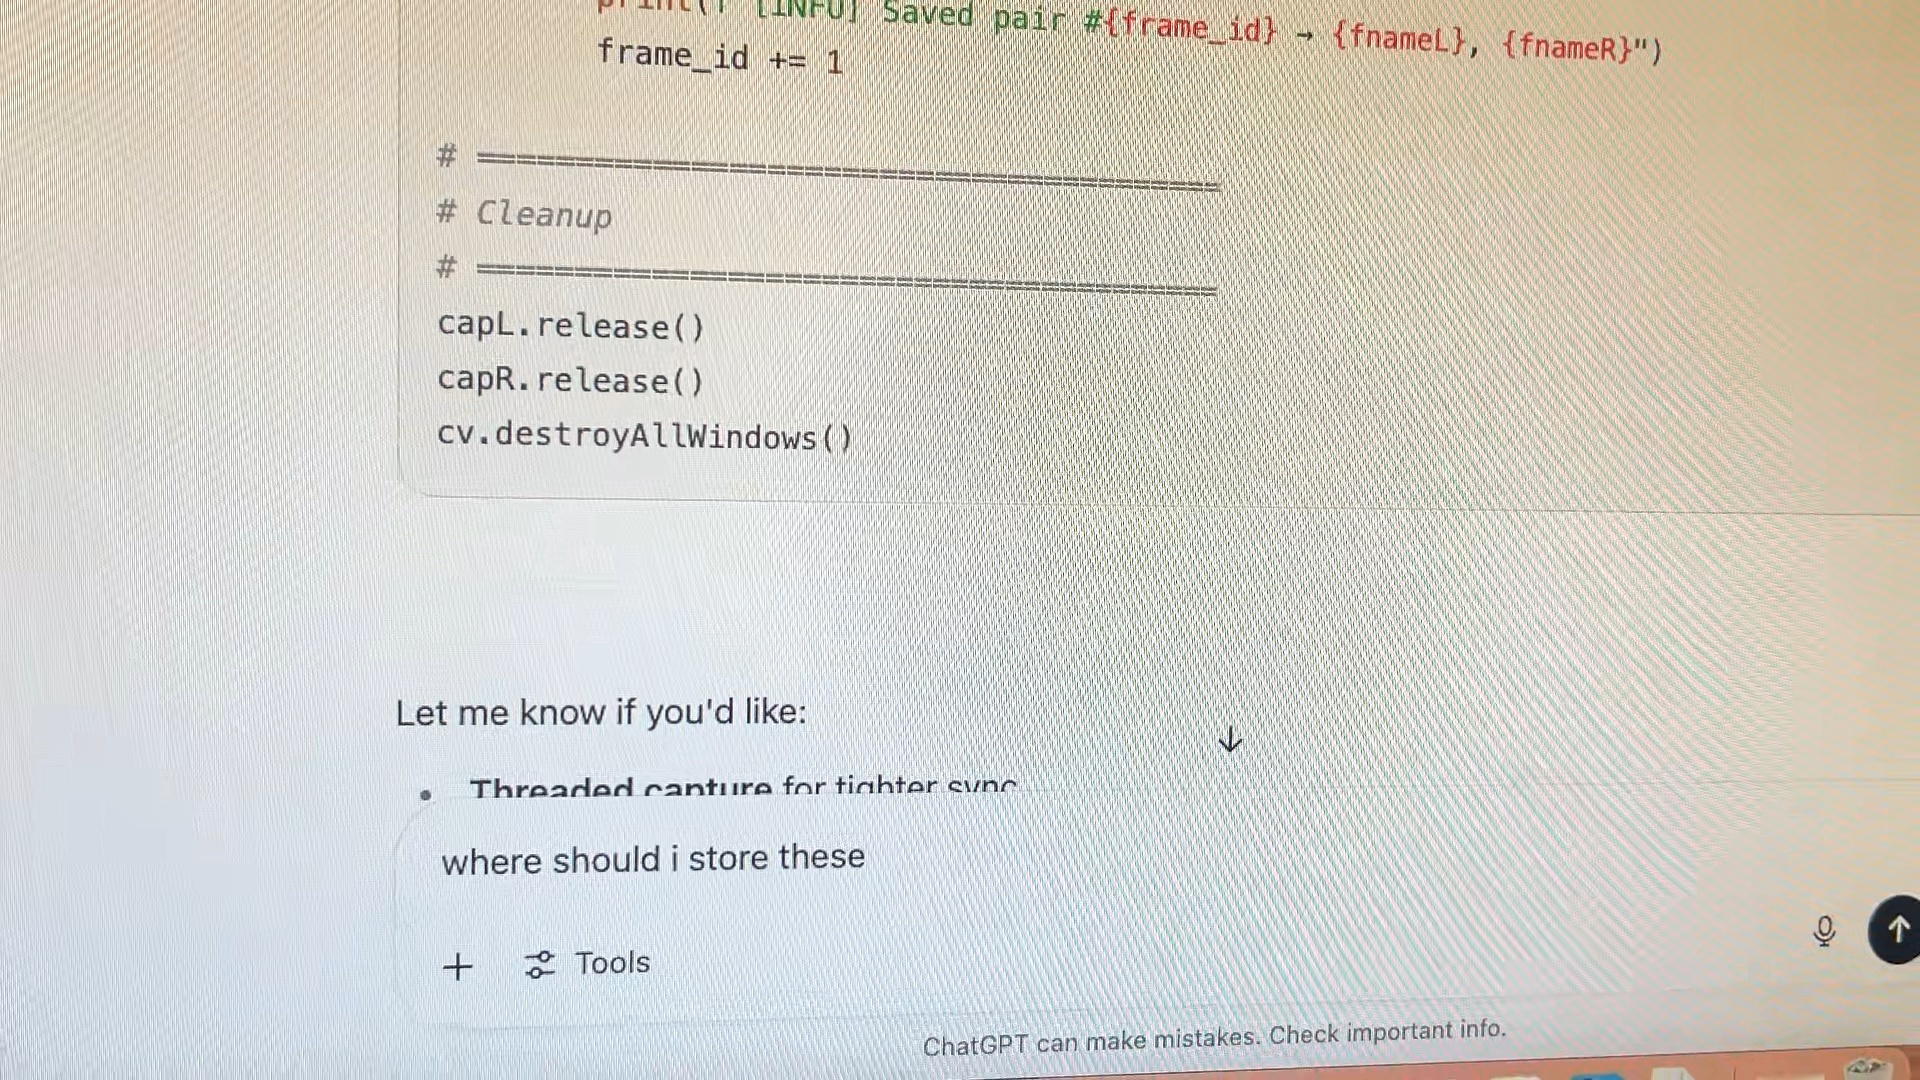 print(f"[INFO] Saved pair #{frame_id} → {fnameL}, {fnameR}")
frame_id += 1
# ═══════════════════════════════════════
# Cleanup
# ═══════════════════════════════════════
capL.release()
capR.release()
cv.destroyAllWindows()
Let me know if you'd like:
• Threaded capture for tighter sync
where should i store these
Tools
ChatGPT can make mistakes. Check important info.